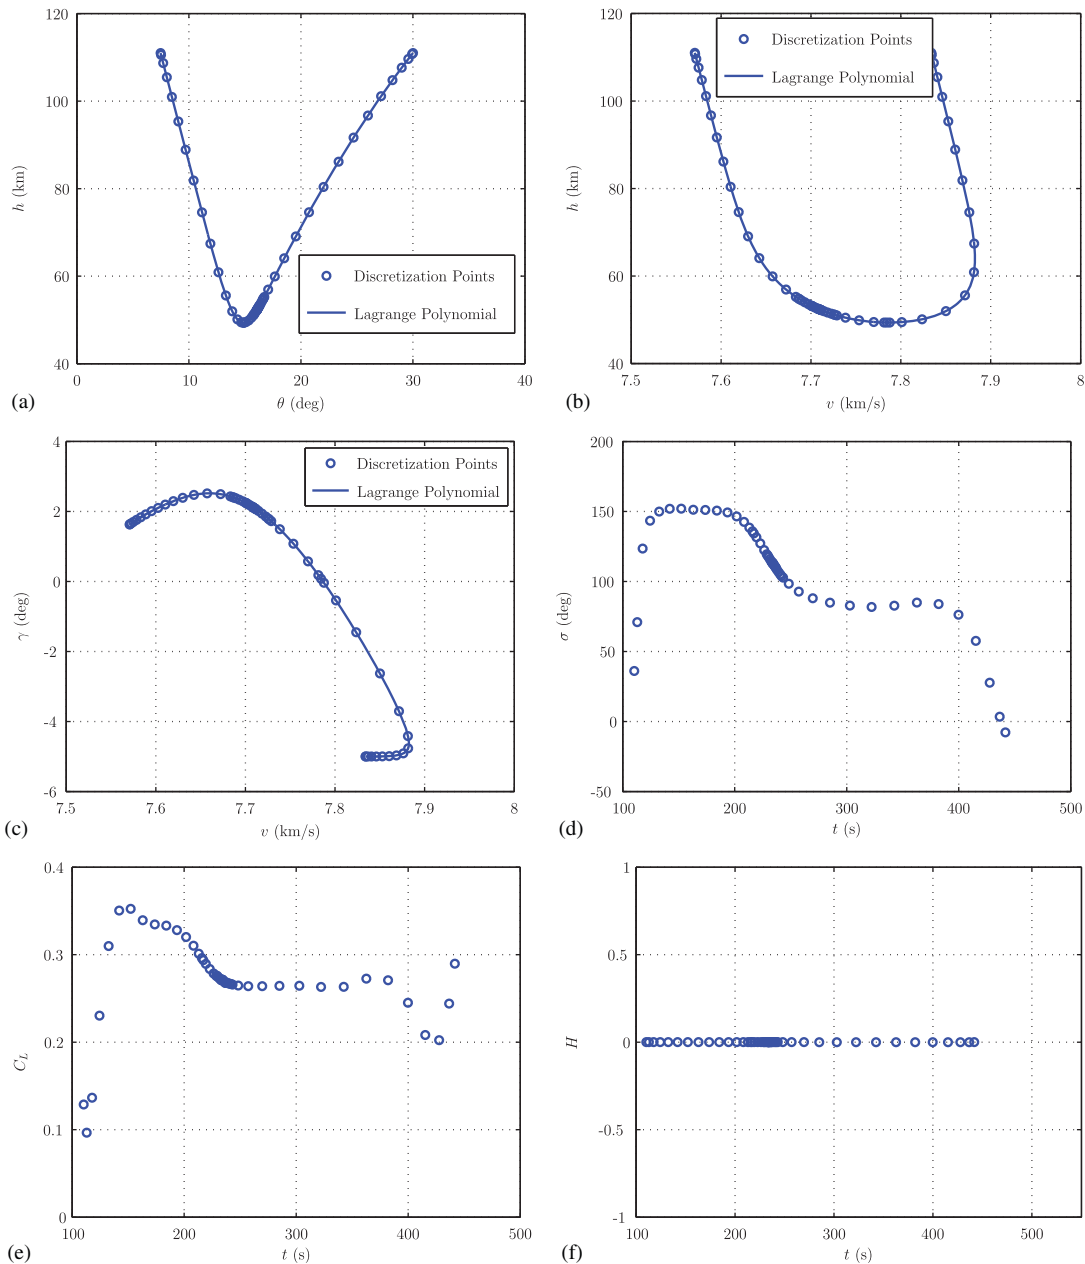 120
100
80
60
40
h (km)
0
10
20
30
40
θ (deg)
Discretization Points
Lagrange Polynomial
(a)
120
100
80
60
40
h (km)
7.5
7.6
7.7
7.8
7.9
8
v (km/s)
Discretization Points
Lagrange Polynomial
(b)
4
2
0
-2
-4
-6
γ (deg)
7.5
7.6
7.7
7.8
7.9
8
v (km/s)
Discretization Points
Lagrange Polynomial
(c)
200
150
100
50
0
-50
σ (deg)
100
200
300
400
500
t (s)
(d)
0.4
0.3
0.2
0.1
0
C_L
100
200
300
400
500
t (s)
(e)
1
0.5
0
-0.5
-1
H
100
200
300
400
500
t (s)
(f)